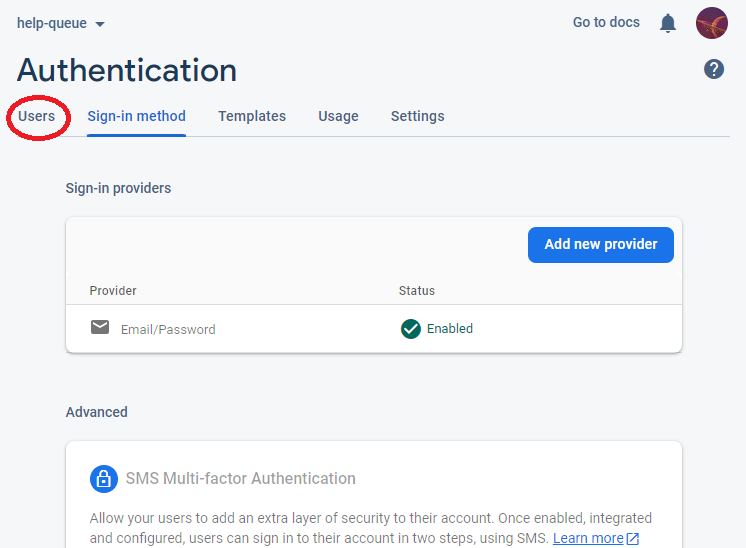 help-queue
Go to docs
Authentication
?
Users Sign-in method Templates Usage Settings
Sign-in providers
Add new provider
Provider Status
Email/Password Enabled
Advanced
SMS Multi-factor Authentication
Allow your users to add an extra layer of security to their account. Once enabled, integrated
and configured, users can sign in to their account in two steps, using SMS. Learn more